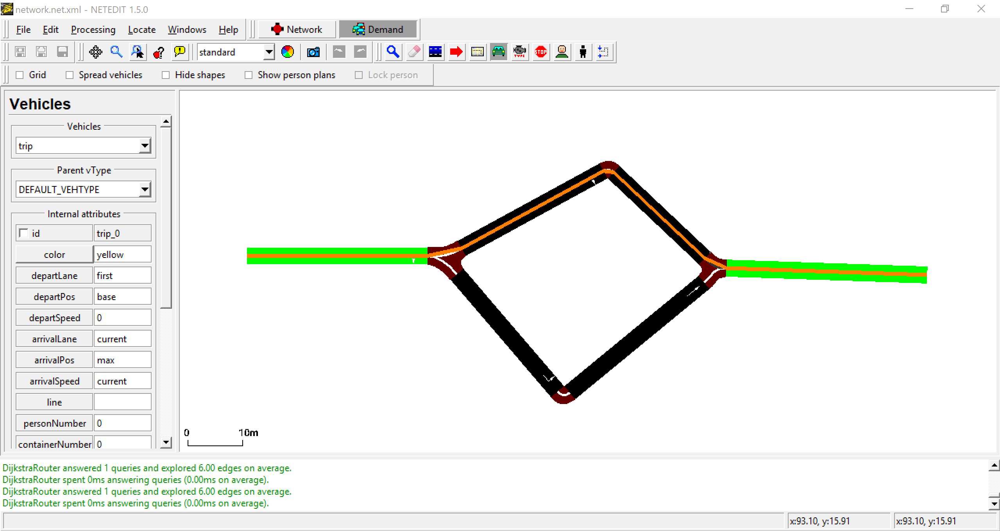 network.net.xml - NETEDIT 1.5.0
File Edit Processing Locate Windows Help Network Demand
standard TYPE STOP
Grid Spread vehicles Hide shapes Show person plans Lock person
Vehicles
Vehicles
trip
Parent vType
DEFAULT_VEHTYPE
Internal attributes
id trip_0
color yellow
departLane first
departPos base
departSpeed 0
arrivalLane current
arrivalPos max
arrivalSpeed current
line
personNumber 0
containerNumber 0
0 10m
DijkstraRouter answered 1 queries and explored 6.00 edges on average.
DijkstraRouter spent 0ms answering queries (0.00ms on average).
DijkstraRouter answered 1 queries and explored 6.00 edges on average.
DijkstraRouter spent 0ms answering queries (0.00ms on average).
x:93.10, y:15.91 x:93.10, y:15.91